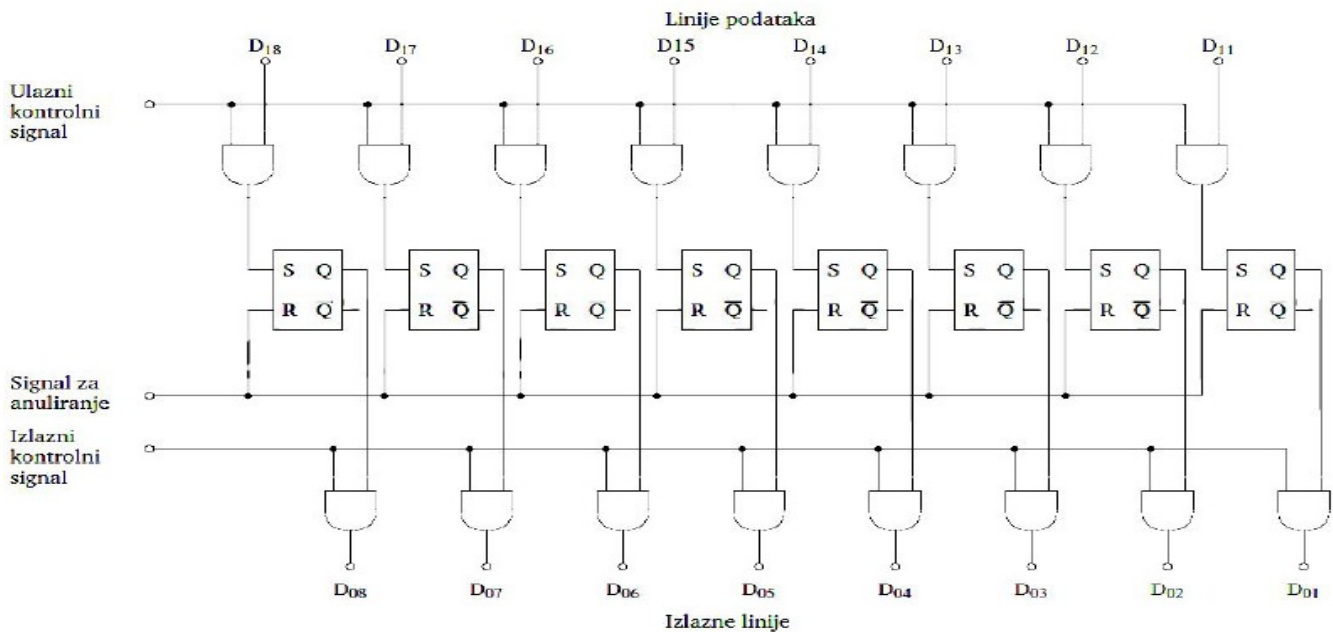 Linije podataka
D18 D17 D16 D15 D14 D13 D12 D11
Ulazni
kontrolni
signal
S Q S Q S Q S Q S Q S Q S Q S Q
R Q̅ R Q̅ R Q̅ R Q̅ R Q̅ R Q̅ R Q̅ R Q̅
Signal za
anuliranje
Izlazni
kontrolni
signal
D08 D07 D06 D05 D04 D03 D02 D01
Izlazne linije